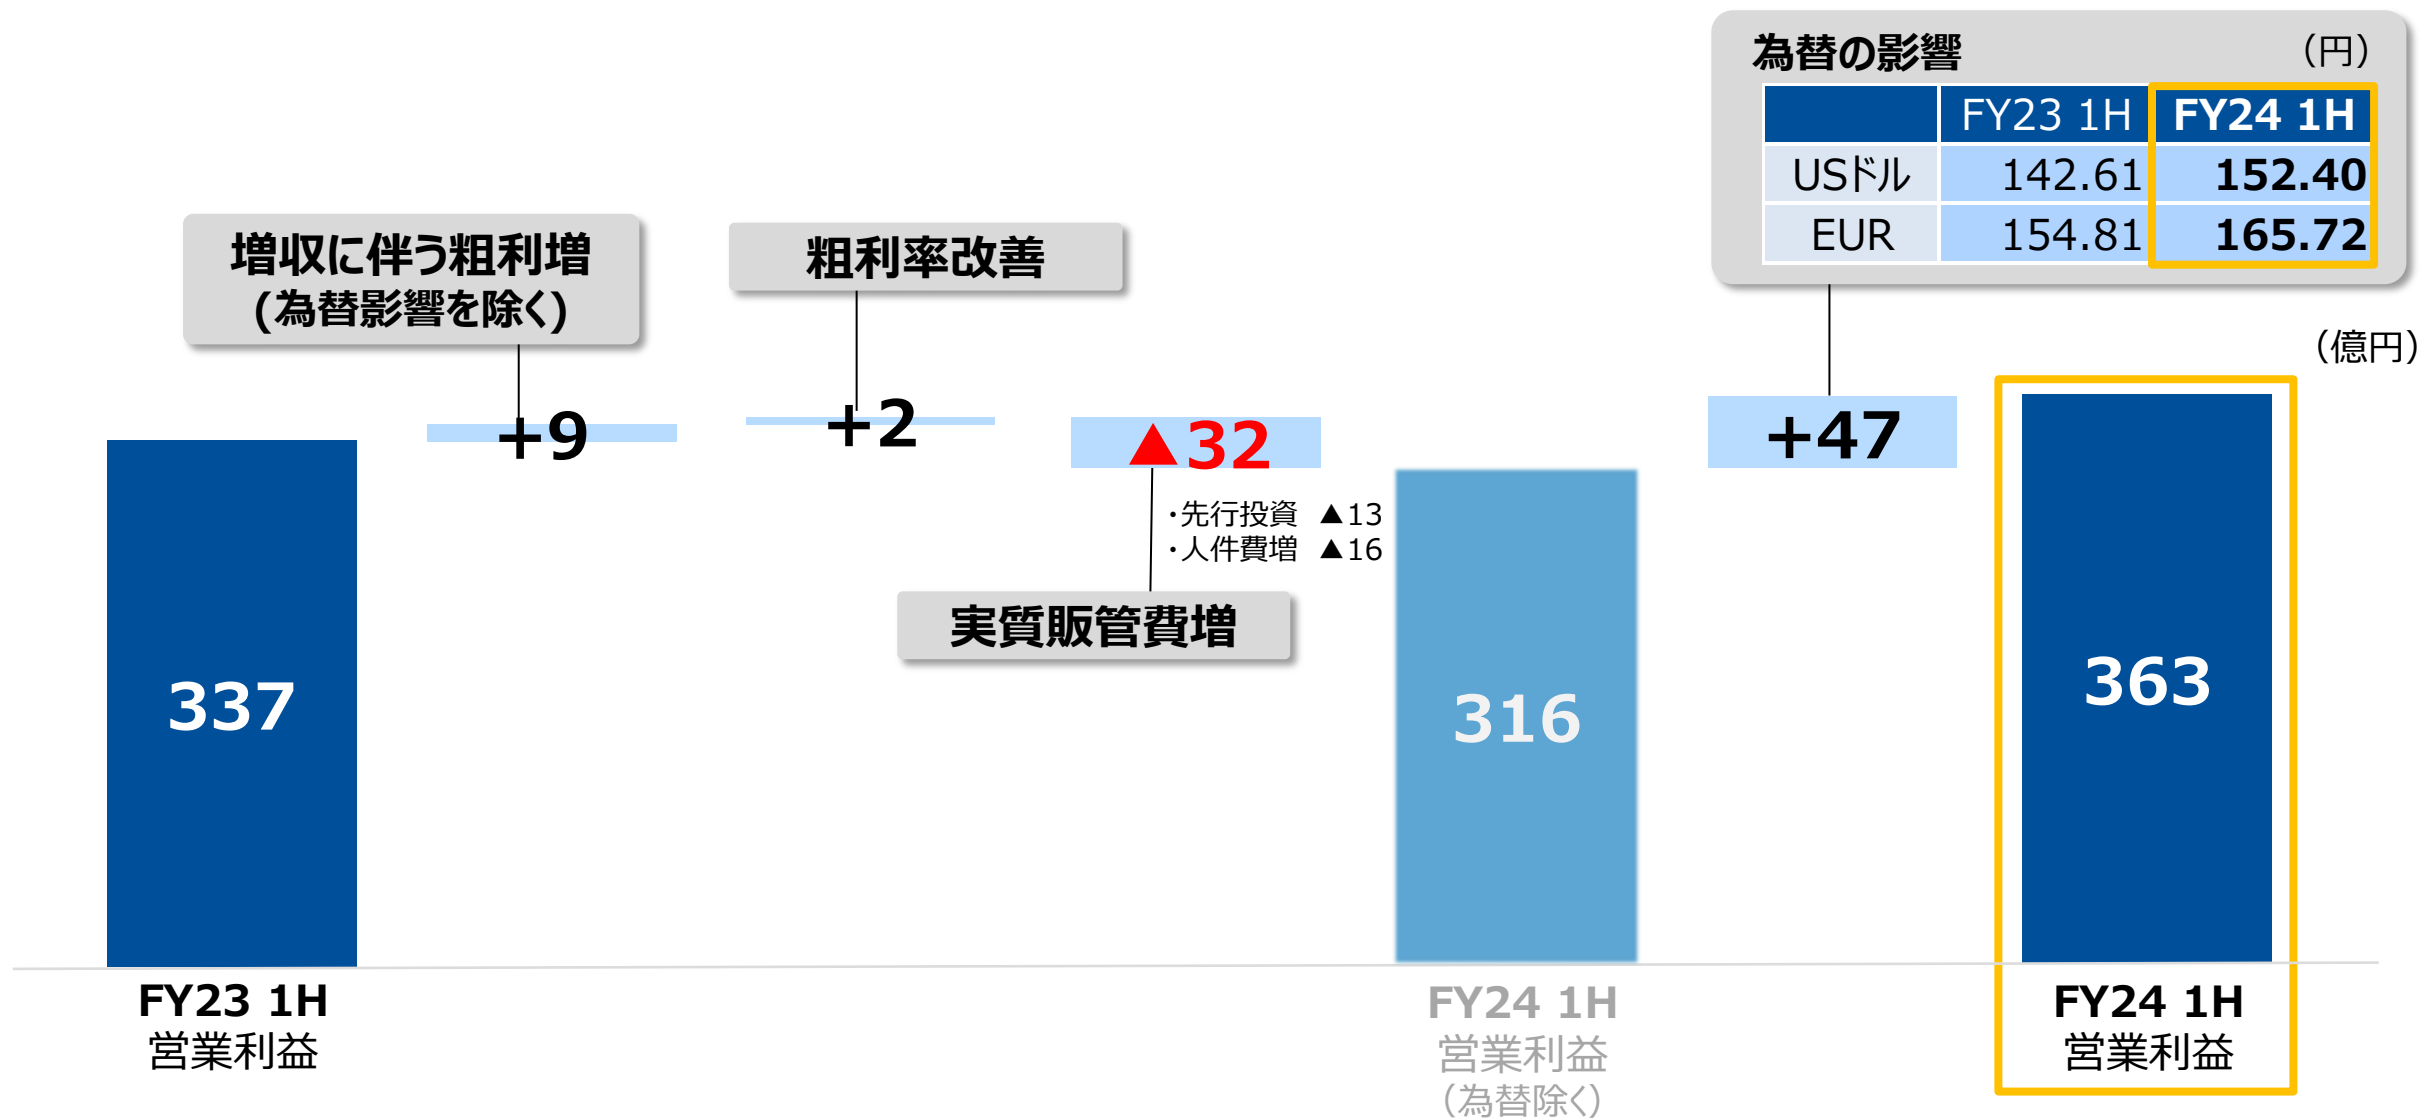 為替の影響 （円）
FY23 1H FY24 1H
USドル 142.61 152.40
EUR 154.81 165.72
増収に伴う粗利増
(為替影響を除く)
粗利率改善
（億円）
+9
+2
▲32
+47
・先行投資 ▲13
・人件費増 ▲16
実質販管費増
337
316
363
FY23 1H
営業利益
FY24 1H
営業利益
（為替除く）
FY24 1H
営業利益